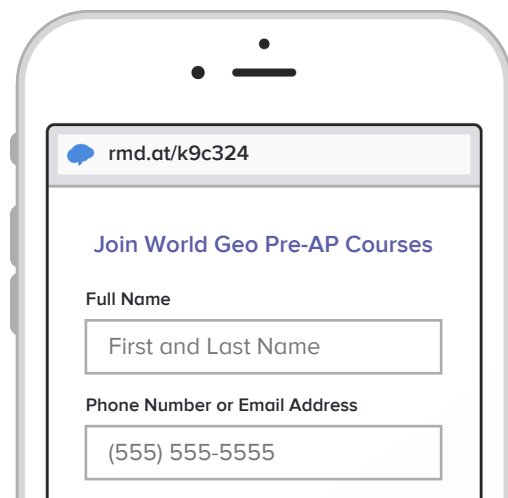 rmd.at/k9c324
Join World Geo Pre-AP Courses
Full Name
First and Last Name
Phone Number or Email Address
(555) 555-5555